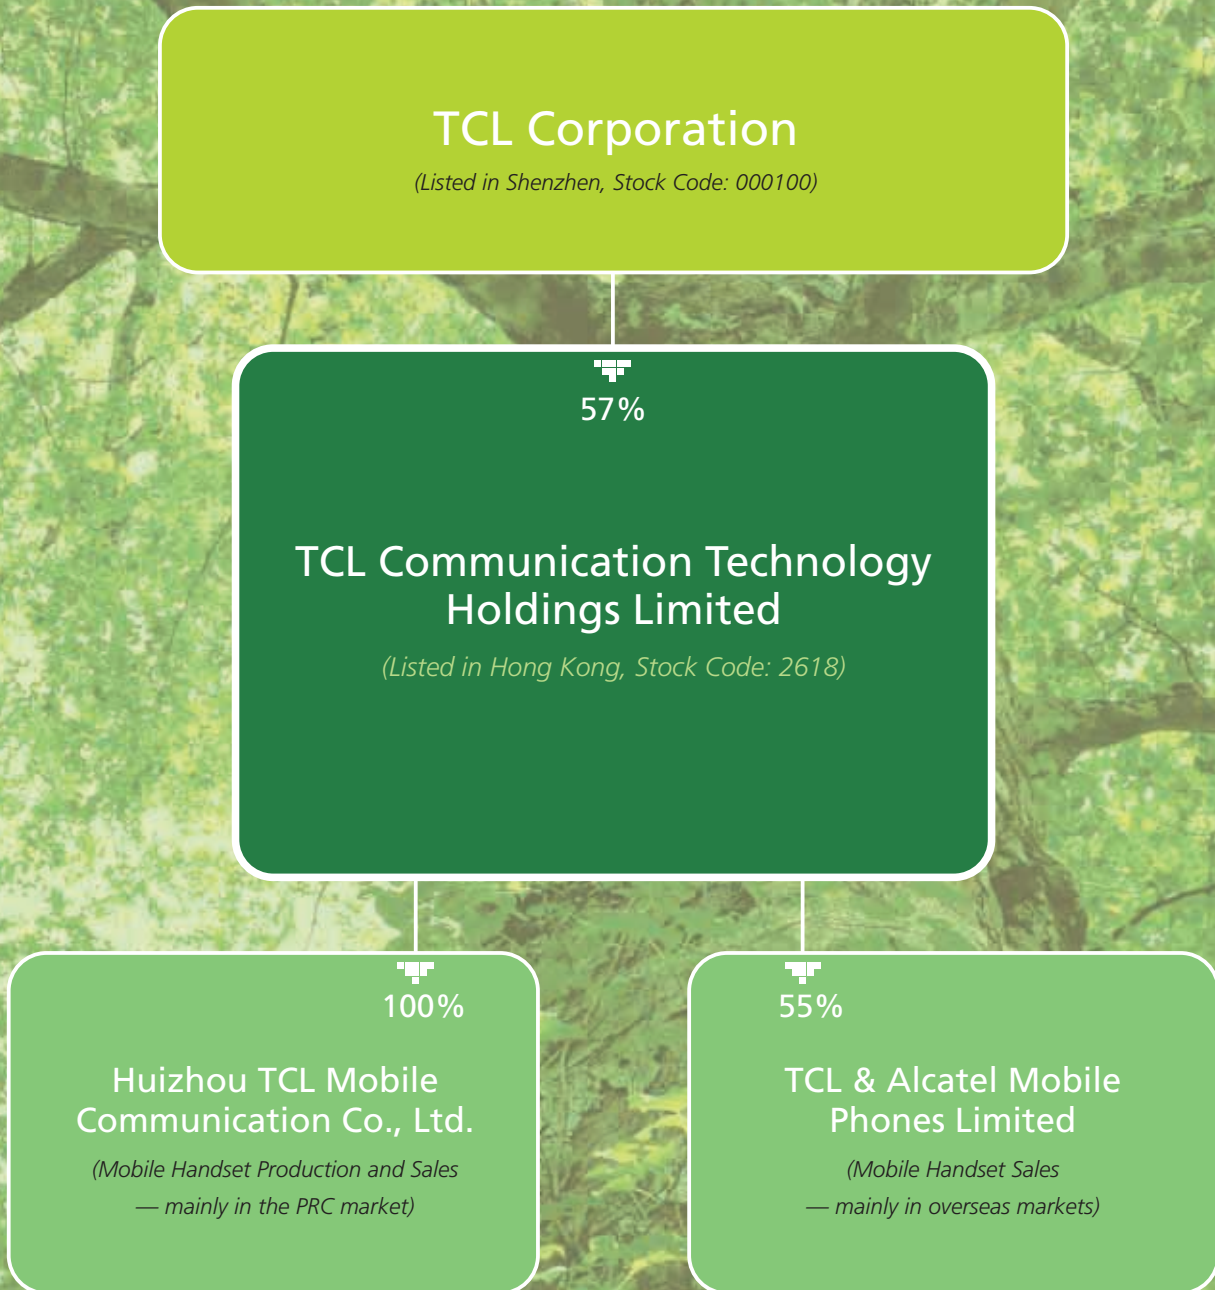 TCL Corporation
(Listed in Shenzhen, Stock Code: 000100)
57%
TCL Communication Technology
Holdings Limited
(Listed in Hong Kong, Stock Code: 2618)
100%
Huizhou TCL Mobile
Communication Co., Ltd.
(Mobile Handset Production and Sales
— mainly in the PRC market)
55%
TCL & Alcatel Mobile
Phones Limited
(Mobile Handset Sales
— mainly in overseas markets)